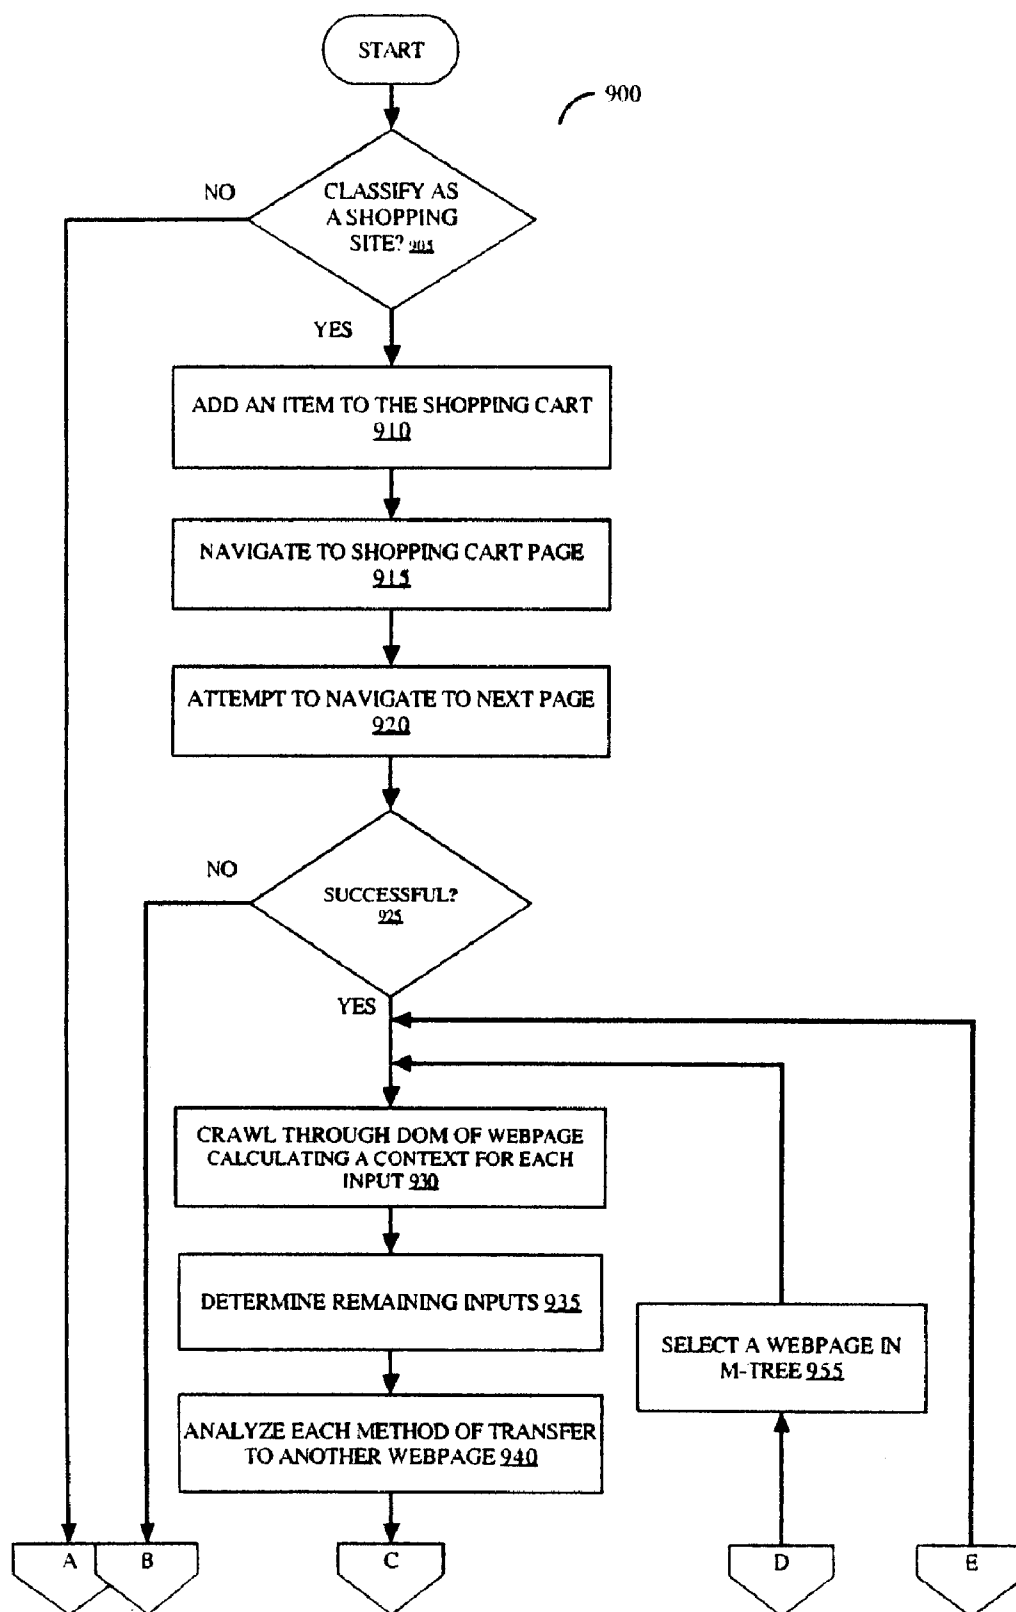 START
900
NO
CLASSIFY AS
A SHOPPING
SITE? 905
YES
ADD AN ITEM TO THE SHOPPING CART
910
NAVIGATE TO SHOPPING CART PAGE
915
ATTEMPT TO NAVIGATE TO NEXT PAGE
920
NO
SUCCESSFUL?
925
YES
CRAWL THROUGH DOM OF WEBPAGE
CALCULATING A CONTEXT FOR EACH
INPUT 930
DETERMINE REMAINING INPUTS 935
SELECT A WEBPAGE IN
M-TREE 955
ANALYZE EACH METHOD OF TRANSFER
TO ANOTHER WEBPAGE 940
A
B
C
D
E